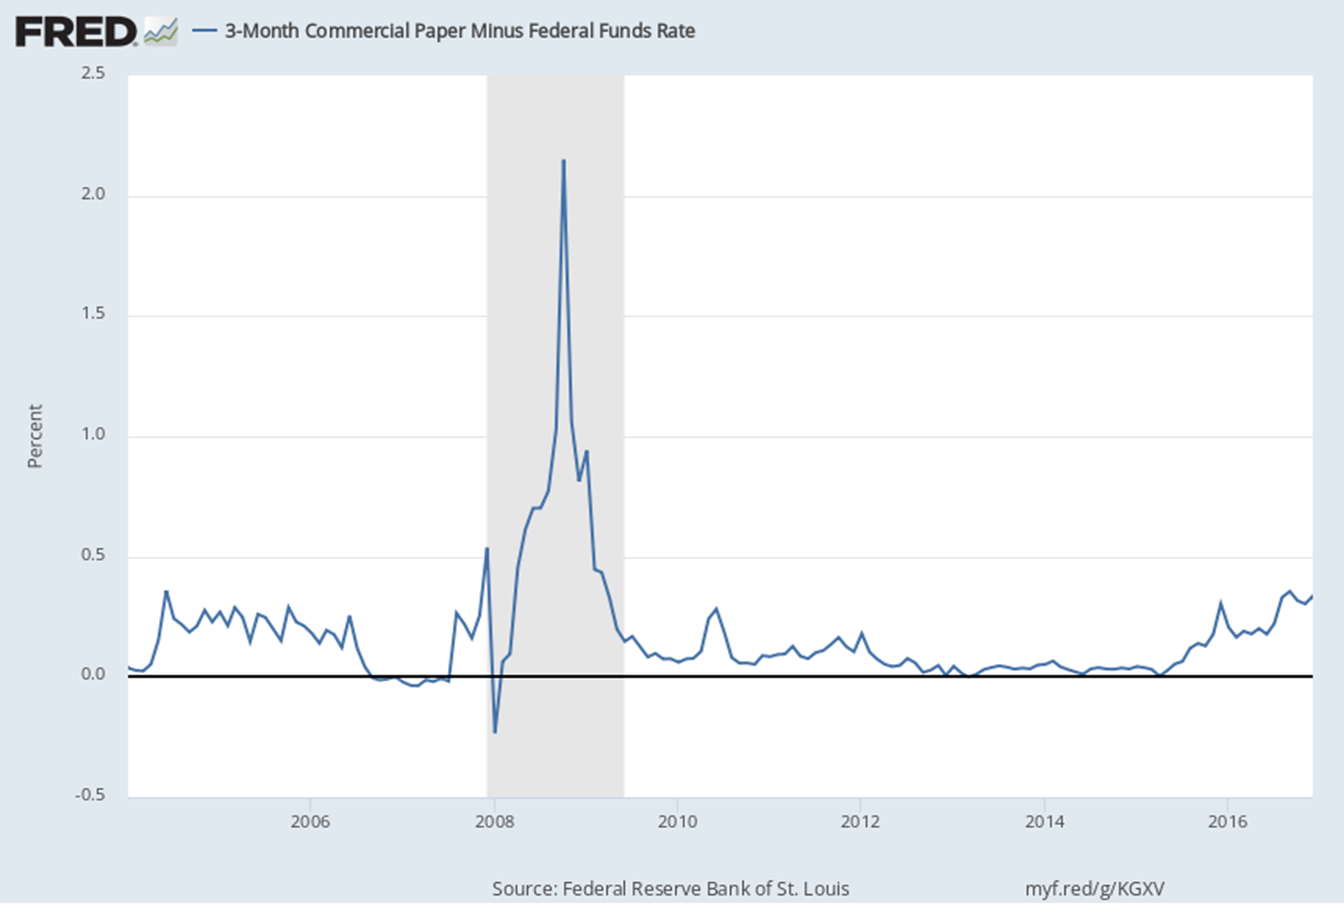 FRED
3-Month Commercial Paper Minus Federal Funds Rate
2.5
2.0
1.5
1.0
0.5
0.0
-0.5
Percent
2006 2008 2010 2012 2014 2016
Source: Federal Reserve Bank of St. Louis
myf.red/g/KGXV